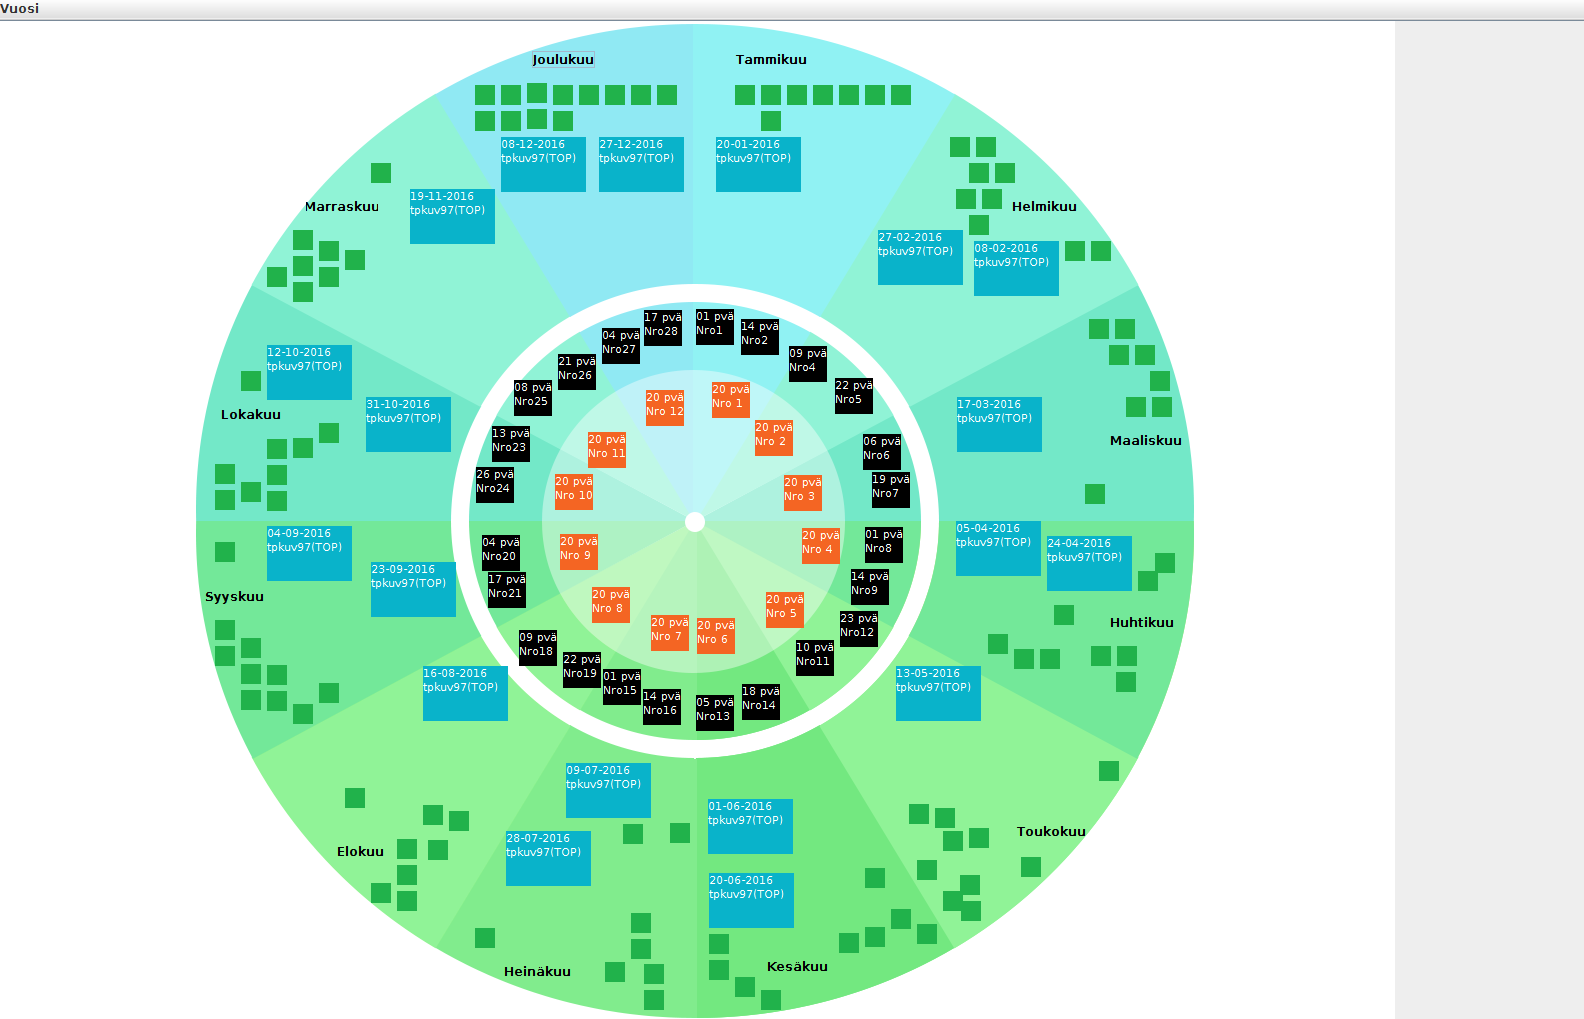 Vuosi
Joulukuu
Tammikuu
08-12-2016
tpkuv97(TOP)
27-12-2016
tpkuv97(TOP)
20-01-2016
tpkuv97(TOP)
Marraskuu
19-11-2016
tpkuv97(TOP)
Helmikuu
27-02-2016
tpkuv97(TOP)
08-02-2016
tpkuv97(TOP)
12-10-2016
tpkuv97(TOP)
Lokakuu
31-10-2016
tpkuv97(TOP)
17-03-2016
tpkuv97(TOP)
Maaliskuu
04-09-2016
tpkuv97(TOP)
23-09-2016
tpkuv97(TOP)
Syyskuu
05-04-2016
tpkuv97(TOP)
24-04-2016
tpkuv97(TOP)
Huhtikuu
16-08-2016
tpkuv97(TOP)
13-05-2016
tpkuv97(TOP)
Elokuu
09-07-2016
tpkuv97(TOP)
28-07-2016
tpkuv97(TOP)
01-06-2016
tpkuv97(TOP)
20-06-2016
tpkuv97(TOP)
Toukokuu
Heinäkuu
Kesäkuu
17 pvä
Nro28
01 pvä
Nro1
14 pvä
Nro2
04 pvä
Nro27
09 pvä
Nro4
21 pvä
Nro26
22 pvä
Nro5
08 pvä
Nro25
13 pvä
Nro23
06 pvä
Nro6
26 pvä
Nro24
19 pvä
Nro7
04 pvä
Nro20
01 pvä
Nro8
17 pvä
Nro21
14 pvä
Nro9
23 pvä
Nro12
09 pvä
Nro18
10 pvä
Nro11
22 pvä
Nro19
01 pvä
Nro15
14 pvä
Nro16
05 pvä
Nro13
18 pvä
Nro14
20 pvä
Nro 12
20 pvä
Nro 1
20 pvä
Nro 11
20 pvä
Nro 2
20 pvä
Nro 10
20 pvä
Nro 3
20 pvä
Nro 9
20 pvä
Nro 4
20 pvä
Nro 8
20 pvä
Nro 5
20 pvä
Nro 7
20 pvä
Nro 6